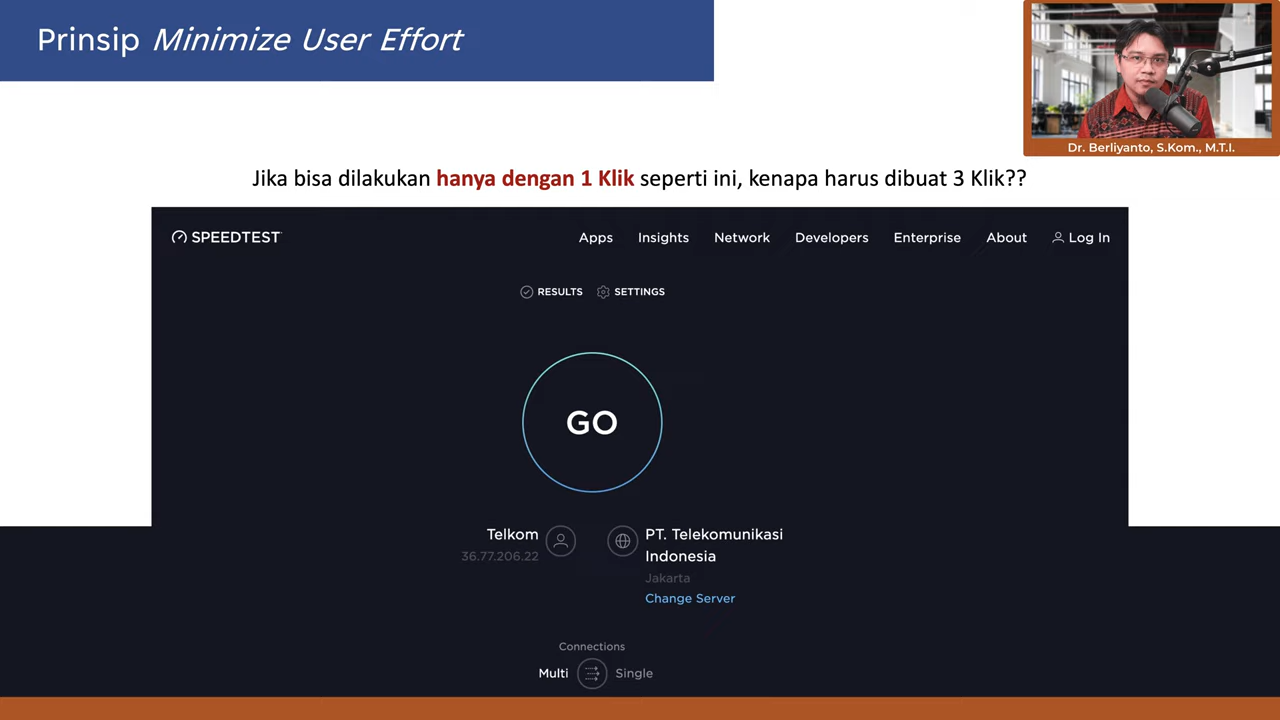 Prinsip Minimize User Effort
Dr. Berliyanto, S.Kom., M.T.I.
Jika bisa dilakukan hanya dengan 1 Klik seperti ini, kenapa harus dibuat 3 Klik??
SPEEDTEST
Apps Insights Network Developers Enterprise About Log In
RESULTS SETTINGS
GO
Telkom
36.77.206.22
PT. Telekomunikasi
Indonesia
Jakarta
Change Server
Connections
Multi Single